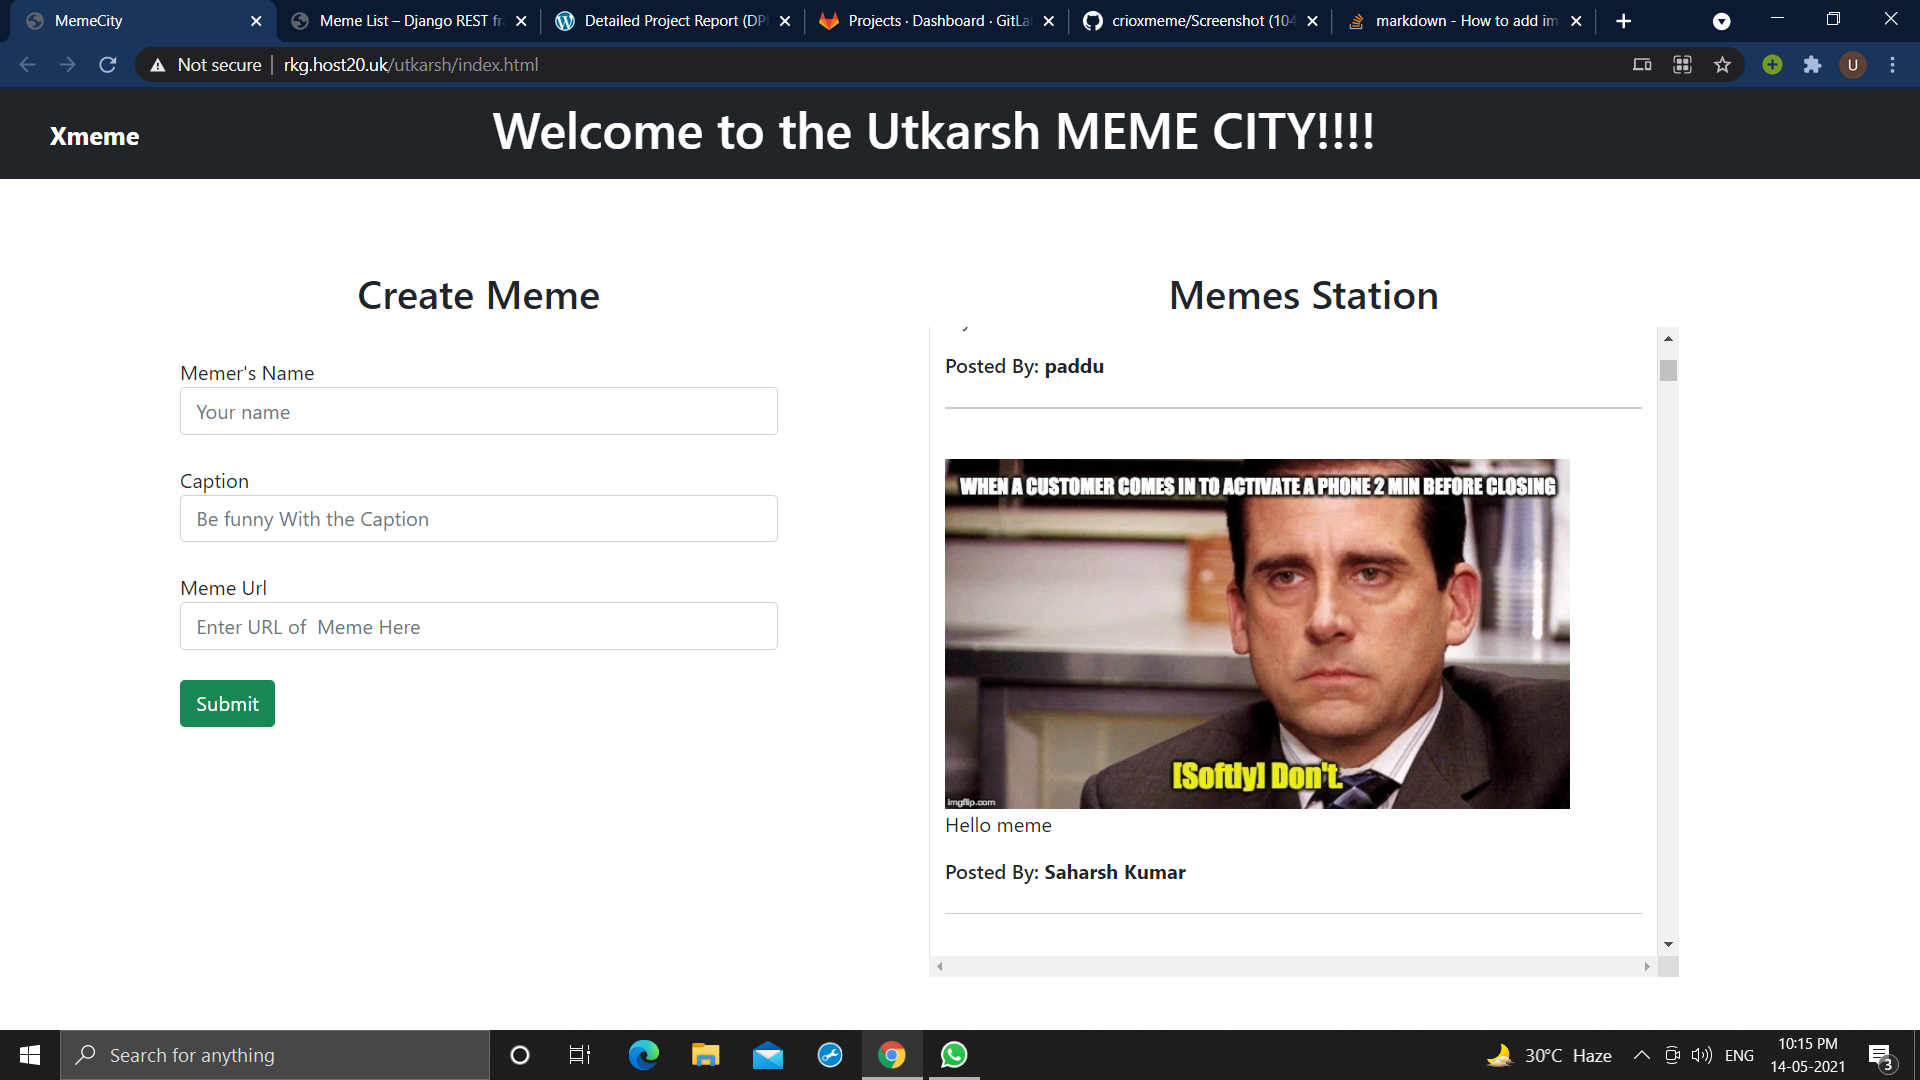 MemeCity
Meme List – Django REST fr
Detailed Project Report (DP
Projects · Dashboard · GitLa
crioxmeme/Screenshot (104
markdown - How to add im
Not secure
rkg.host20.uk/utkarsh/index.html
U
Xmeme
Welcome to the Utkarsh MEME CITY!!!!
Create Meme
Memer's Name
Your name
Caption
Be funny With the Caption
Meme Url
Enter URL of  Meme Here
Submit
Memes Station
Posted By: paddu
WHEN A CUSTOMER COMES IN TO ACTIVATE A PHONE 2 MIN BEFORE CLOSING
[Softly] Don't.
imgflip.com
Hello meme
Posted By: Saharsh Kumar
Search for anything
30°C Haze
ENG
10:15 PM
14-05-2021
3